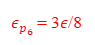 ϵ_{p_6} = 3ϵ/8